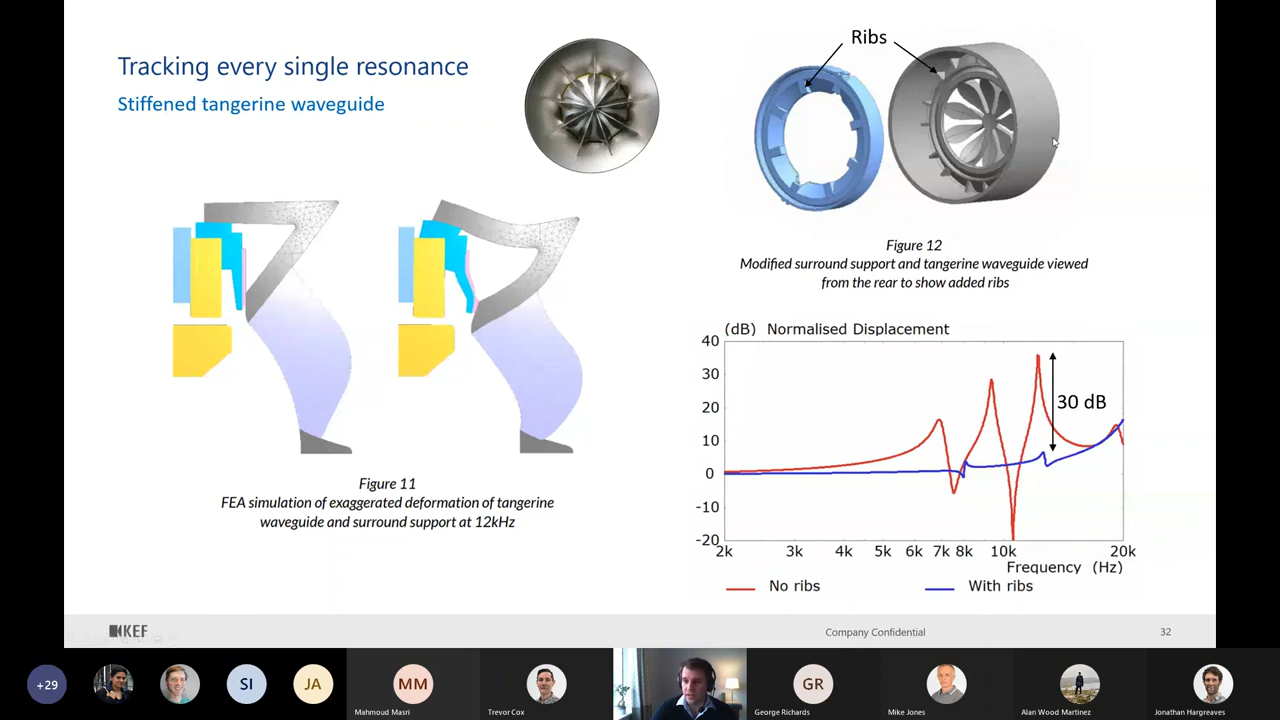 Tracking every single resonance
Stiffened tangerine waveguide
Ribs
Figure 12
Modified surround support and tangerine waveguide viewed
from the rear to show added ribs
Figure 11
FEA simulation of exaggerated deformation of tangerine
waveguide and surround support at 12kHz
(dB) Normalised Displacement
40
30
20
10
0
-10
-20
30 dB
2k 3k 4k 5k 6k 7k 8k 10k 20k
Frequency (Hz)
No ribs With ribs
KEF
Company Confidential
32
+29
SI
JA
MM
GR
Mahmoud Masri
Trevor Cox
George Richards
Mike Jones
Alan Wood Martinez
Jonathan Hargreaves